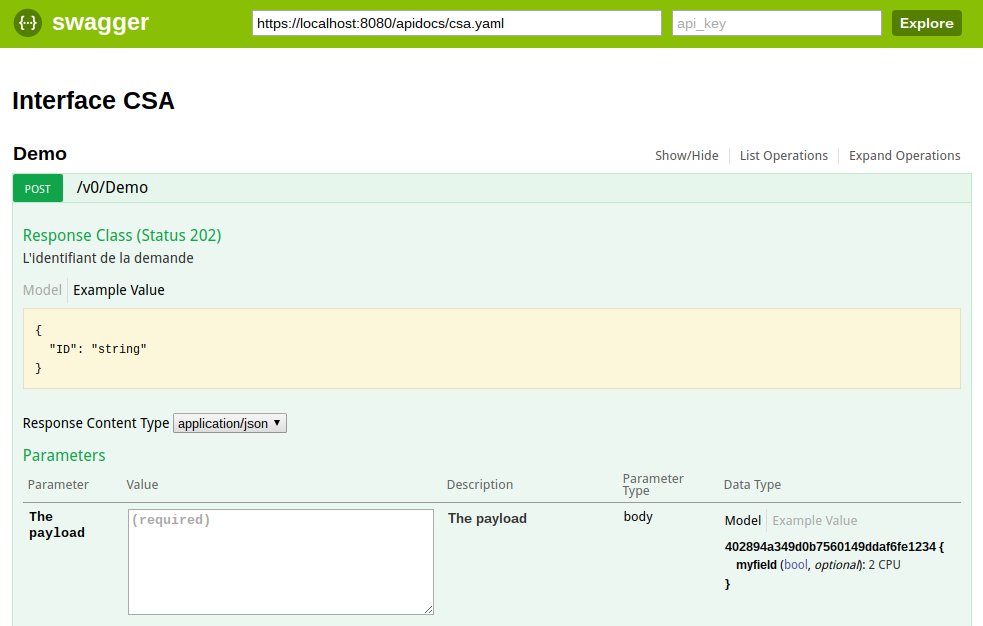 swagger https://localhost:8080/apidocs/csa.yaml api_key Explore
Interface CSA
Demo Show/Hide List Operations Expand Operations
POST /v0/Demo
Response Class (Status 202)
L'identifiant de la demande
Model Example Value
{
"ID": "string"
}
Response Content Type application/json
Parameters
Parameter Value Description Parameter Type Data Type
The payload (required) The payload body Model Example Value
402894a349d0b7560149ddaf6fe1234 {
myfield (bool, optional): 2 CPU
}